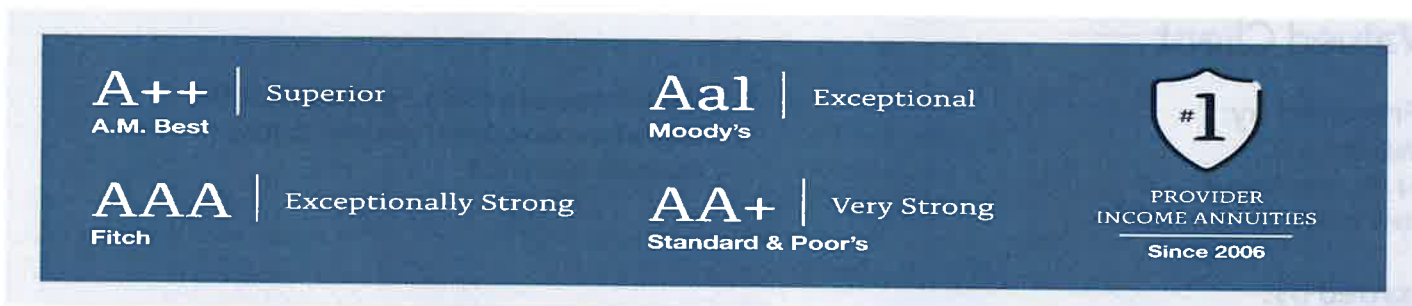 A++ | Superior
A.M. Best
Aa1 | Exceptional
Moody's
AAA | Exceptionally Strong
Fitch
AA+ | Very Strong
Standard & Poor's
#1
PROVIDER
INCOME ANNUITIES
Since 2006